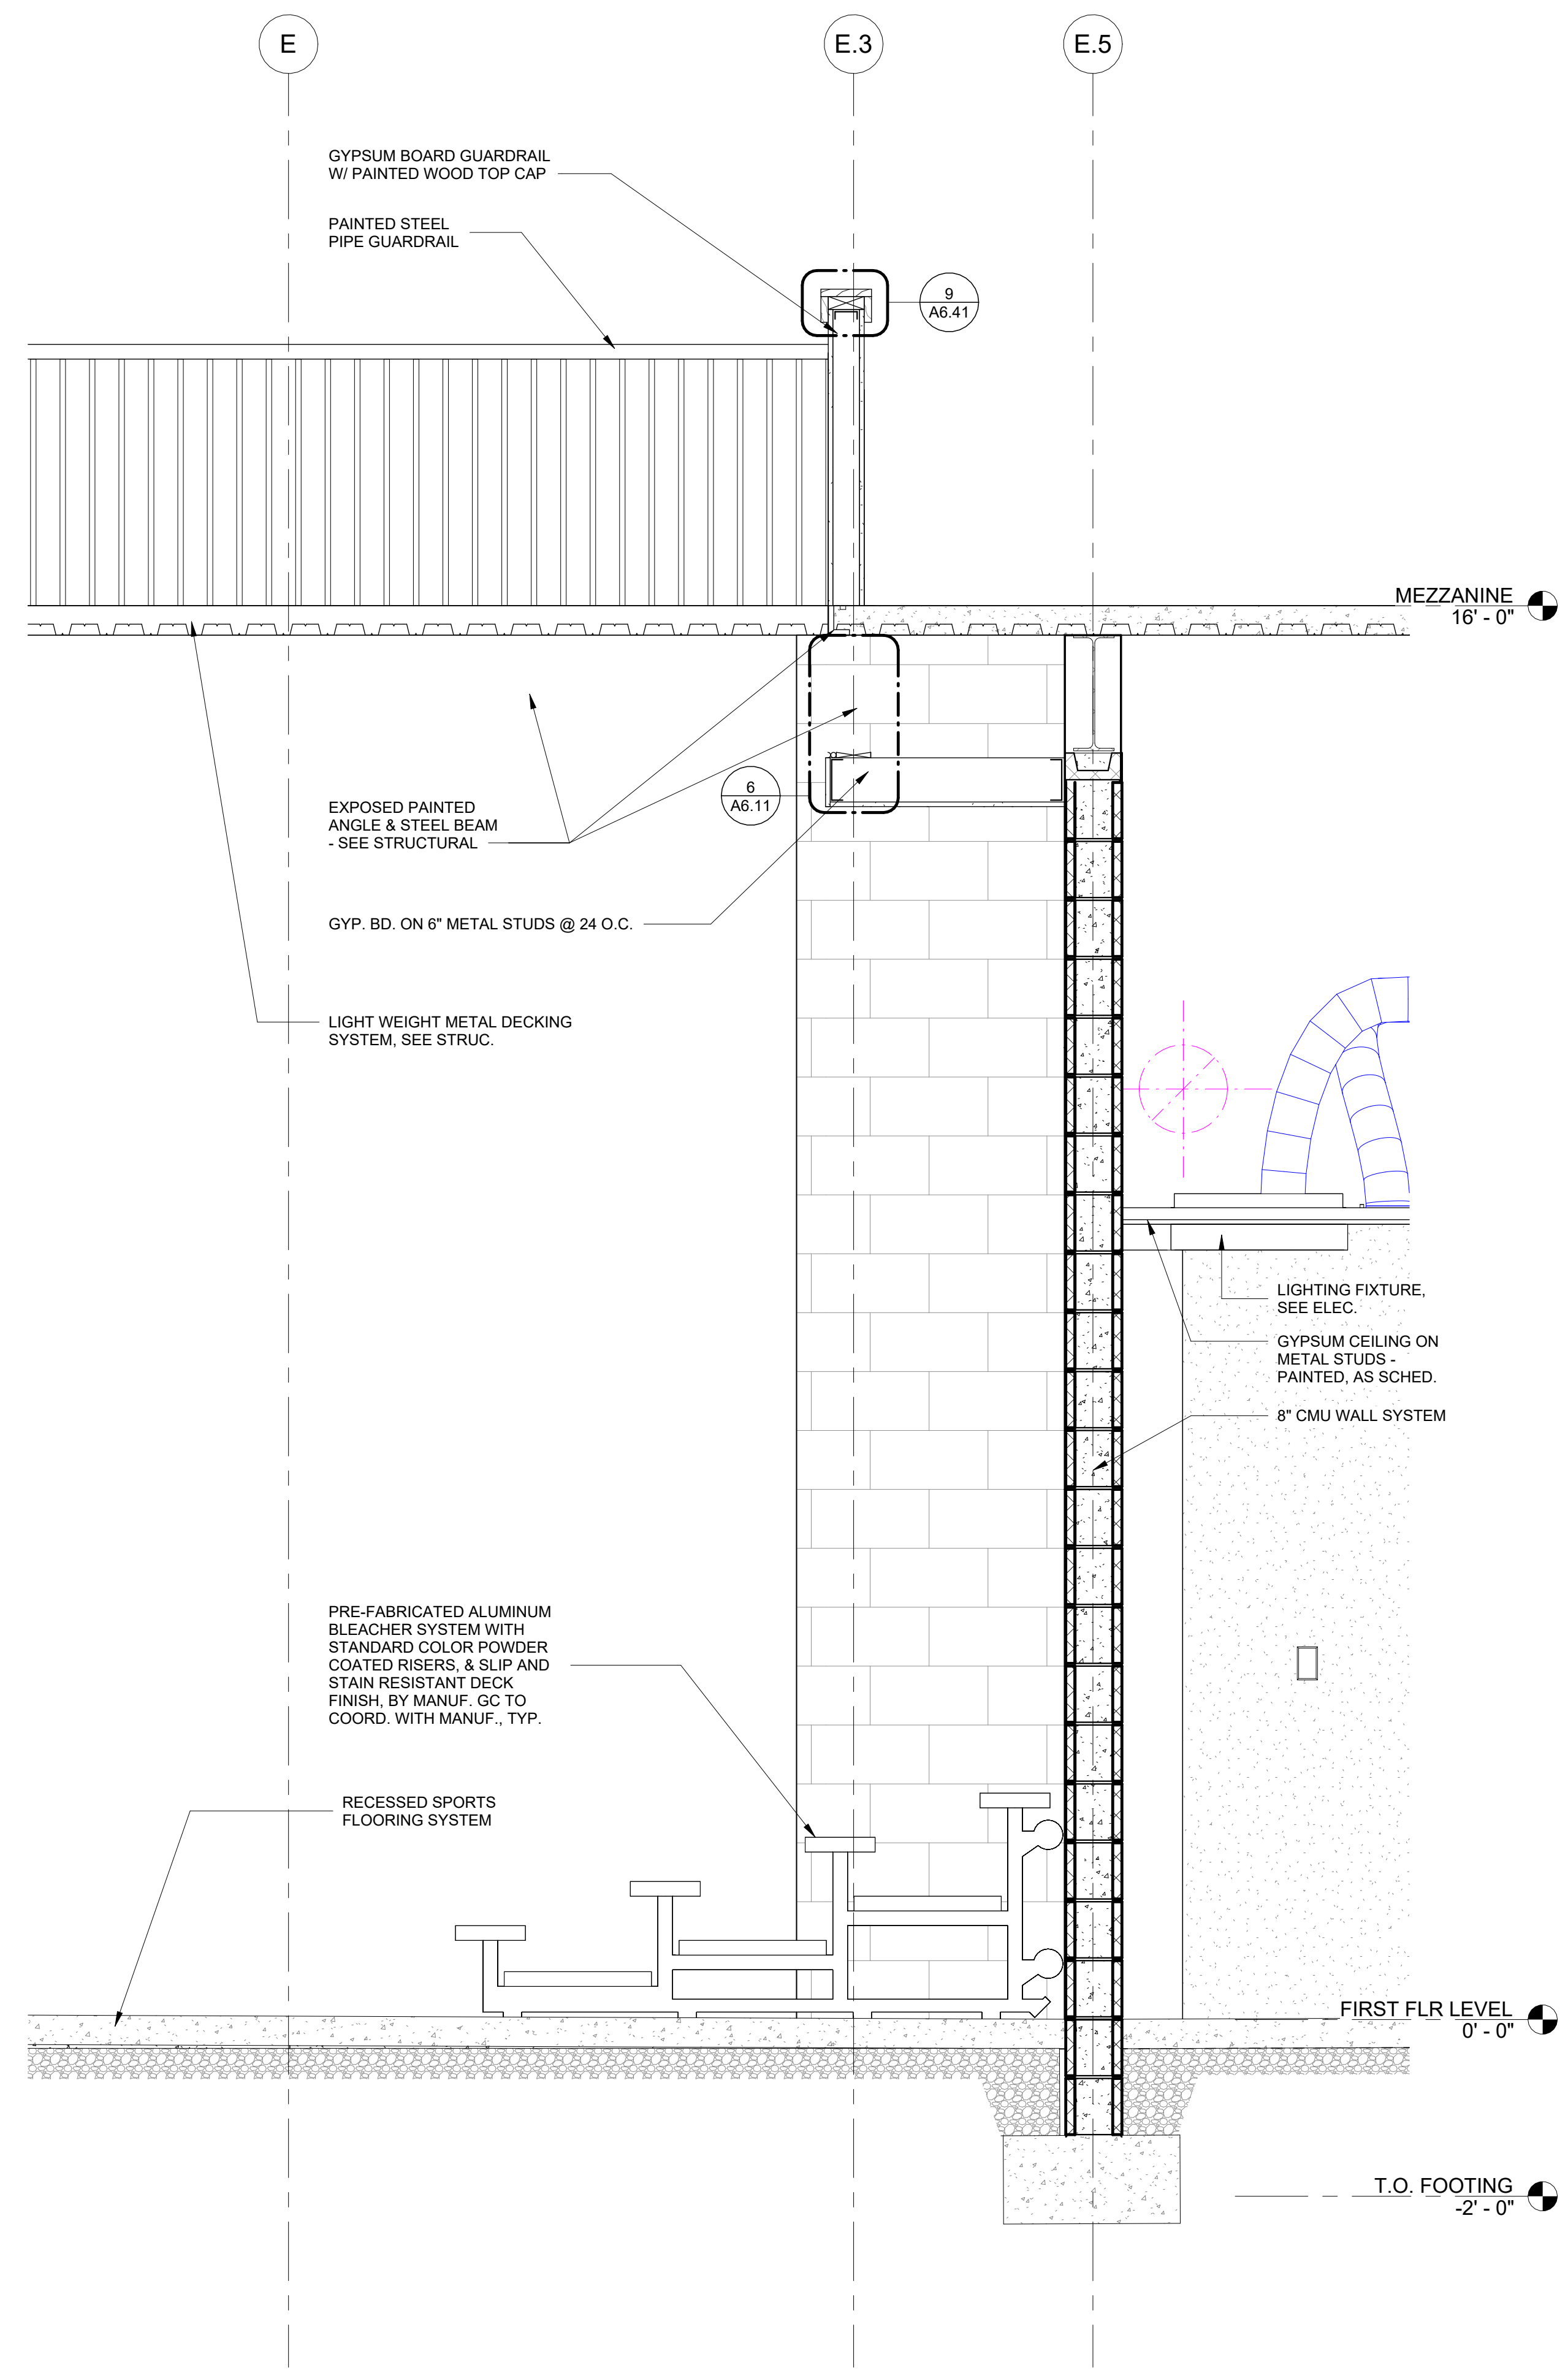 E
E.3
E.5
GYPSUM BOARD GUARDRAIL
W/ PAINTED WOOD TOP CAP
PAINTED STEEL
PIPE GUARDRAIL
9
A6.41
MEZZANINE
16' - 0"
EXPOSED PAINTED
ANGLE & STEEL BEAM
- SEE STRUCTURAL
6
A6.11
GYP. BD. ON 6" METAL STUDS @ 24 O.C.
LIGHT WEIGHT METAL DECKING
SYSTEM, SEE STRUC.
LIGHTING FIXTURE,
SEE ELEC.
GYPSUM CEILING ON
METAL STUDS -
PAINTED, AS SCHED.
8" CMU WALL SYSTEM
PRE-FABRICATED ALUMINUM
BLEACHER SYSTEM WITH
STANDARD COLOR POWDER
COATED RISERS, & SLIP AND
STAIN RESISTANT DECK
FINISH, BY MANUF. GC TO
COORD. WITH MANUF., TYP.
RECESSED SPORTS
FLOORING SYSTEM
FIRST FLR LEVEL
0' - 0"
T.O. FOOTING
-2' - 0"